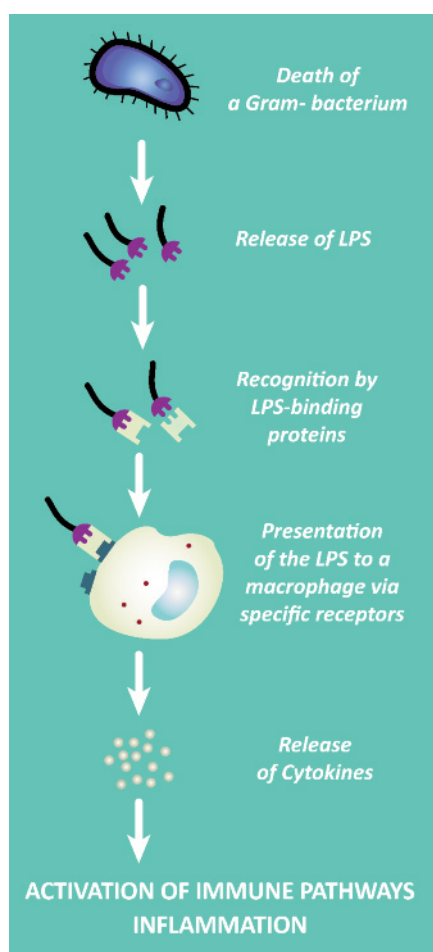 Death of
a Gram- bacterium
Release of LPS
Recognition by
LPS-binding
proteins
Presentation
of the LPS to a
macrophage via
specific receptors
Release
of Cytokines
ACTIVATION OF IMMUNE PATHWAYS
INFLAMMATION